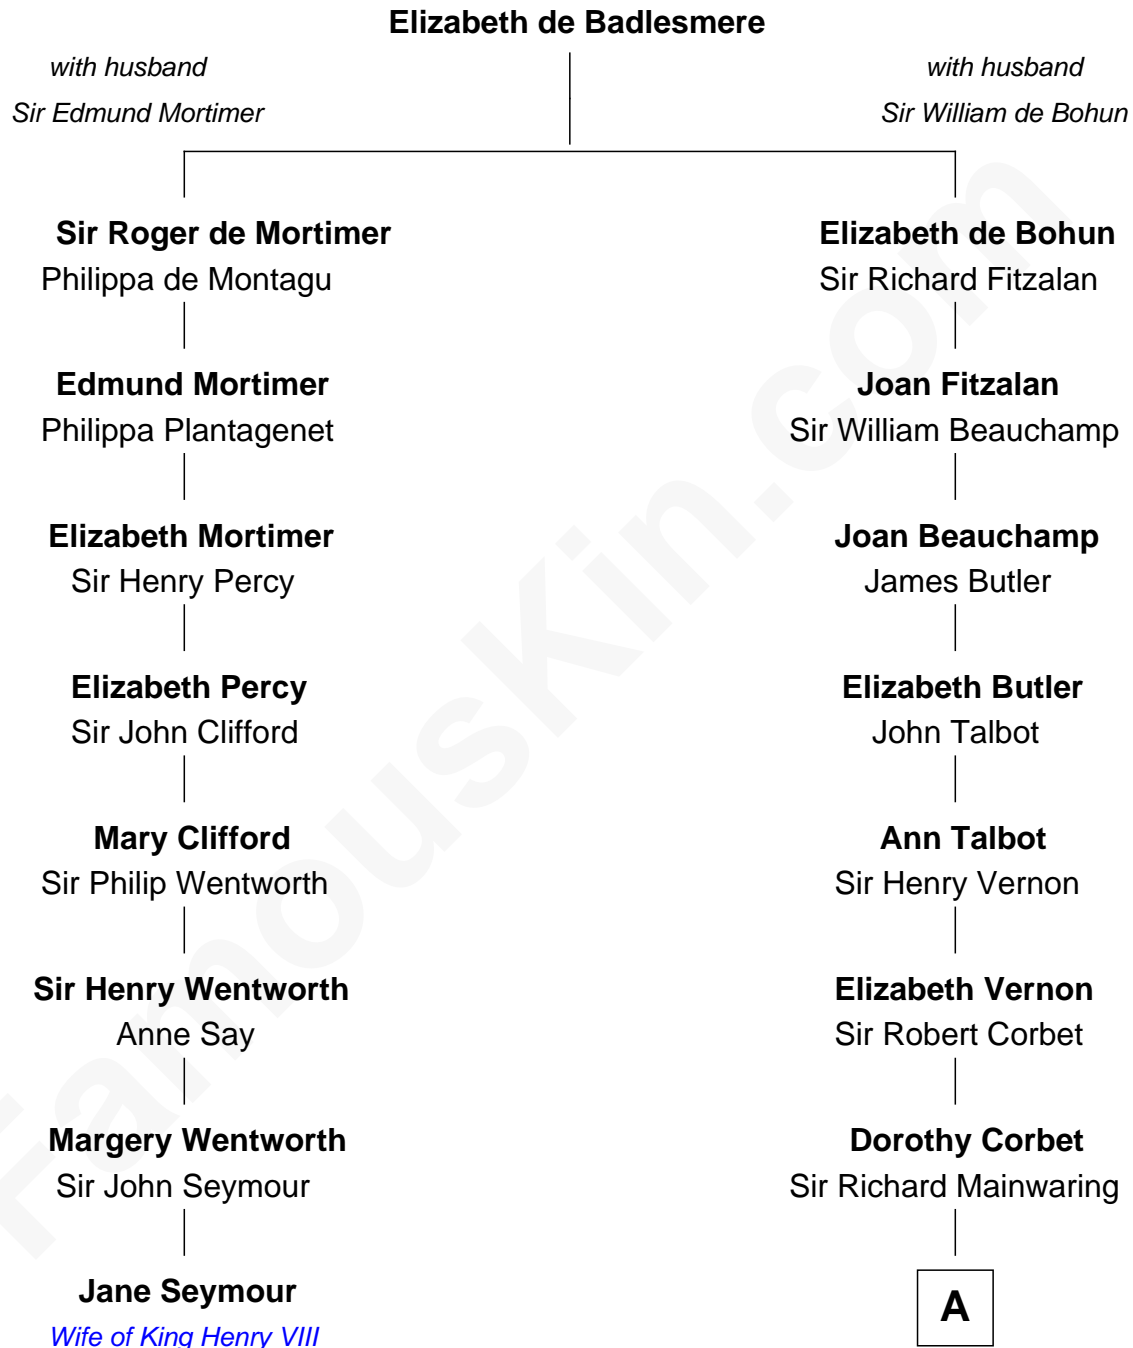 Elizabeth de Badlesmere
with husband
Sir Edmund Mortimer
with husband
Sir William de Bohun
Sir Roger de Mortimer
Philippa de Montagu
Elizabeth de Bohun
Sir Richard Fitzalan
Edmund Mortimer
Philippa Plantagenet
Joan Fitzalan
Sir William Beauchamp
Elizabeth Mortimer
Sir Henry Percy
Joan Beauchamp
James Butler
Elizabeth Percy
Sir John Clifford
Elizabeth Butler
John Talbot
Mary Clifford
Sir Philip Wentworth
Ann Talbot
Sir Henry Vernon
Sir Henry Wentworth
Anne Say
Elizabeth Vernon
Sir Robert Corbet
Margery Wentworth
Sir John Seymour
Dorothy Corbet
Sir Richard Mainwaring
Jane Seymour
Wife of King Henry VIII
A
FamousKin.com